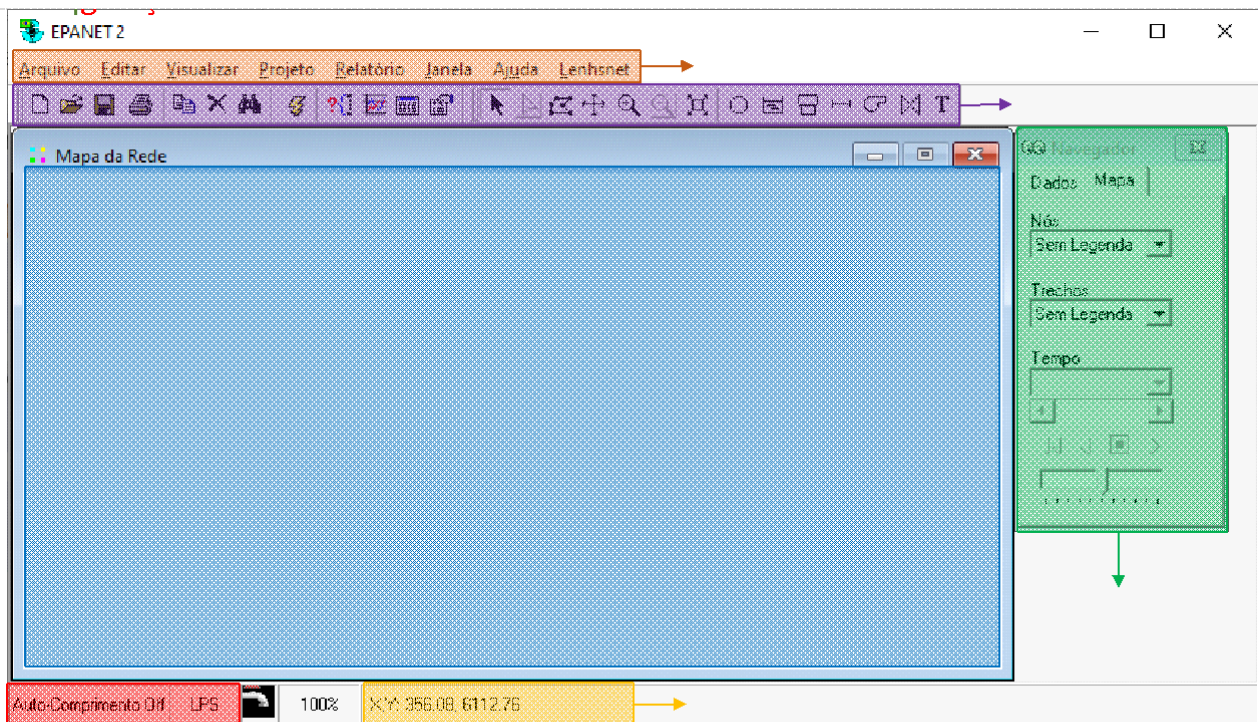 EPANET 2
Arquivo Editar Visualizar Projeto Relatório Janela Ajuda Lenhsnet
T
Mapa da Rede
Navegador
Dados Mapa
Nós
Sem Legenda
Trechos
Sem Legenda
Tempo
Auto-Comprimento Off LPS 100% X,Y: 956.08, 6112.76